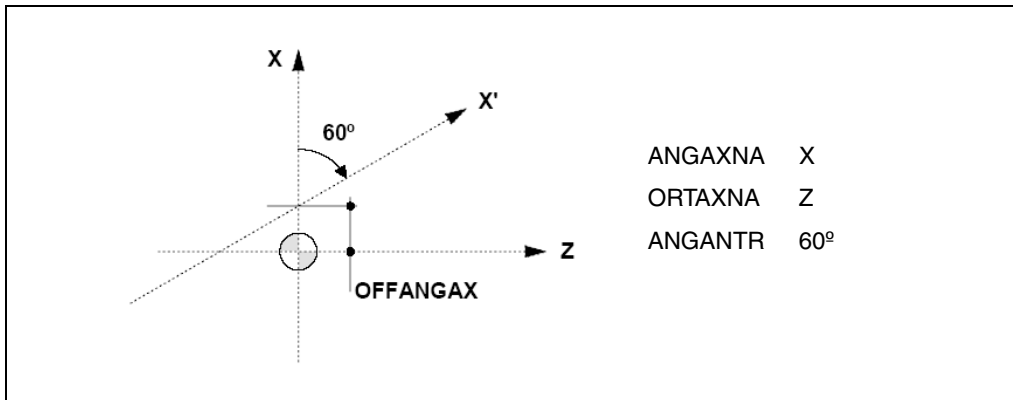 X
X'
60º
Z
OFFANGAX
ANGAXNA X
ORTAXNA Z
ANGANTR 60º